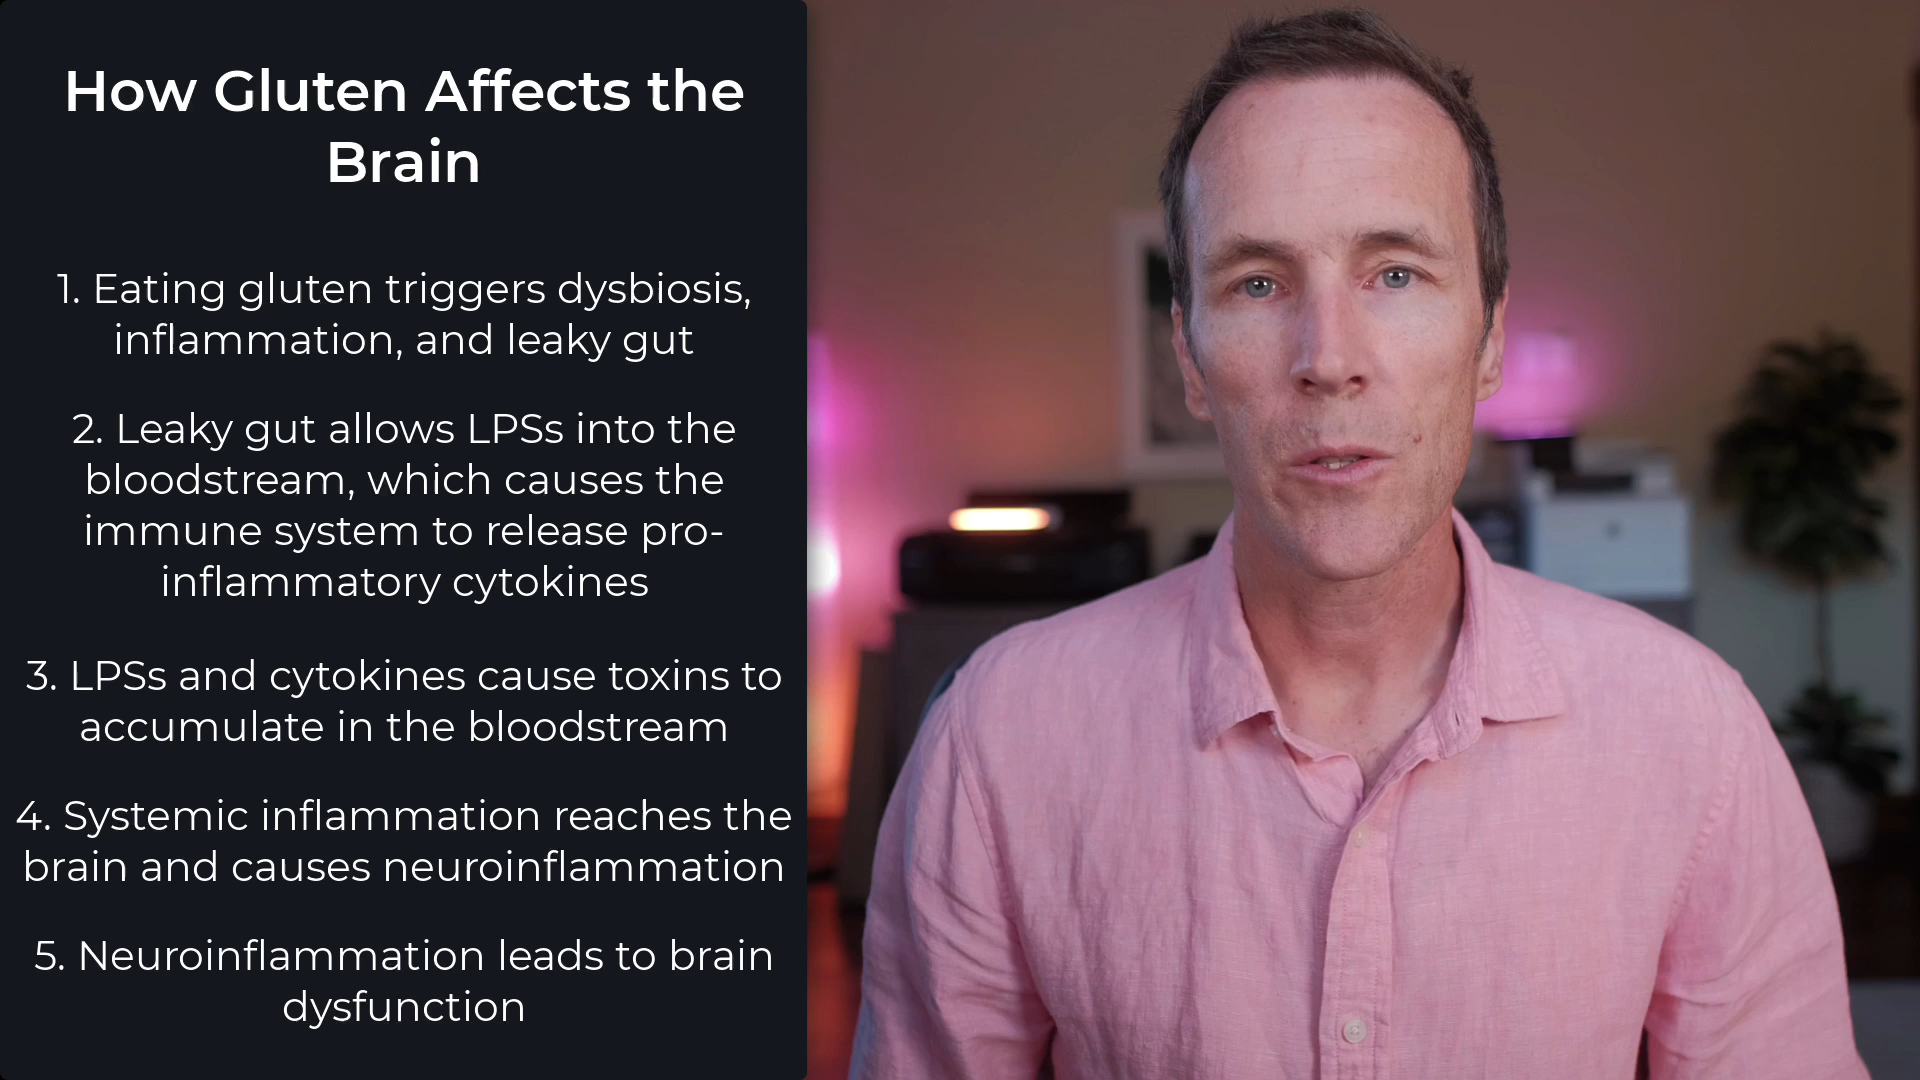 How Gluten Affects the
Brain
1. Eating gluten triggers dysbiosis,
inflammation, and leaky gut
2. Leaky gut allows LPSs into the
bloodstream, which causes the
immune system to release pro-
inflammatory cytokines
3. LPSs and cytokines cause toxins to
accumulate in the bloodstream
4. Systemic inflammation reaches the
brain and causes neuroinflammation
5. Neuroinflammation leads to brain
dysfunction